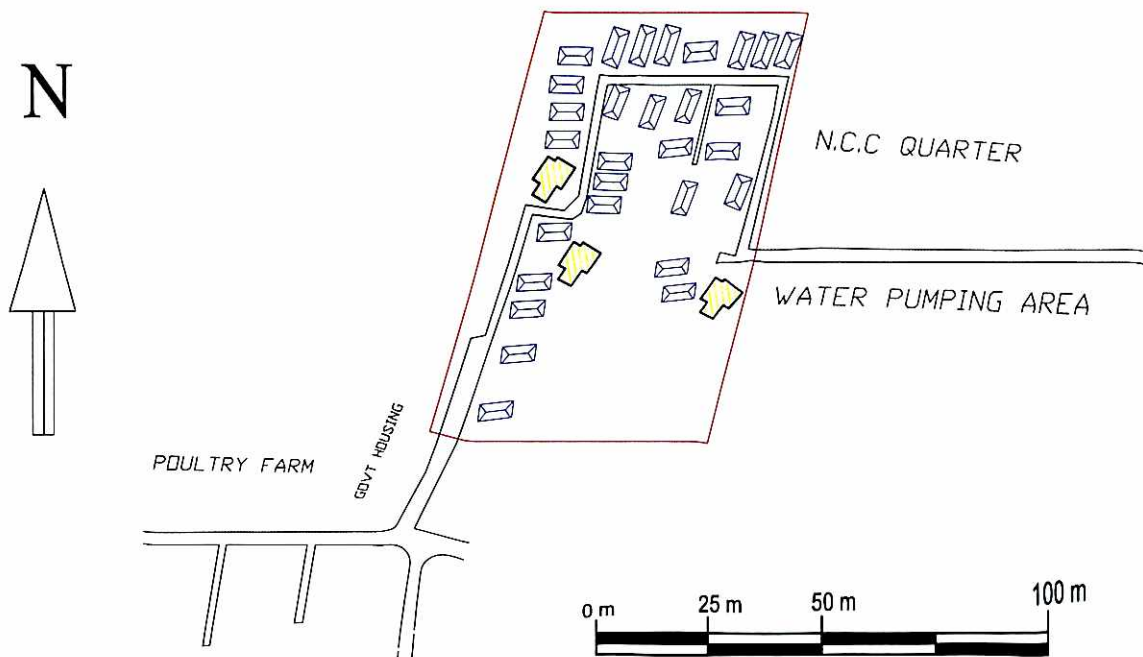 N
N.C.C QUARTER
WATER PUMPING AREA
GOVT HOUSING
POULTRY FARM
0 m 25 m 50 m 100 m